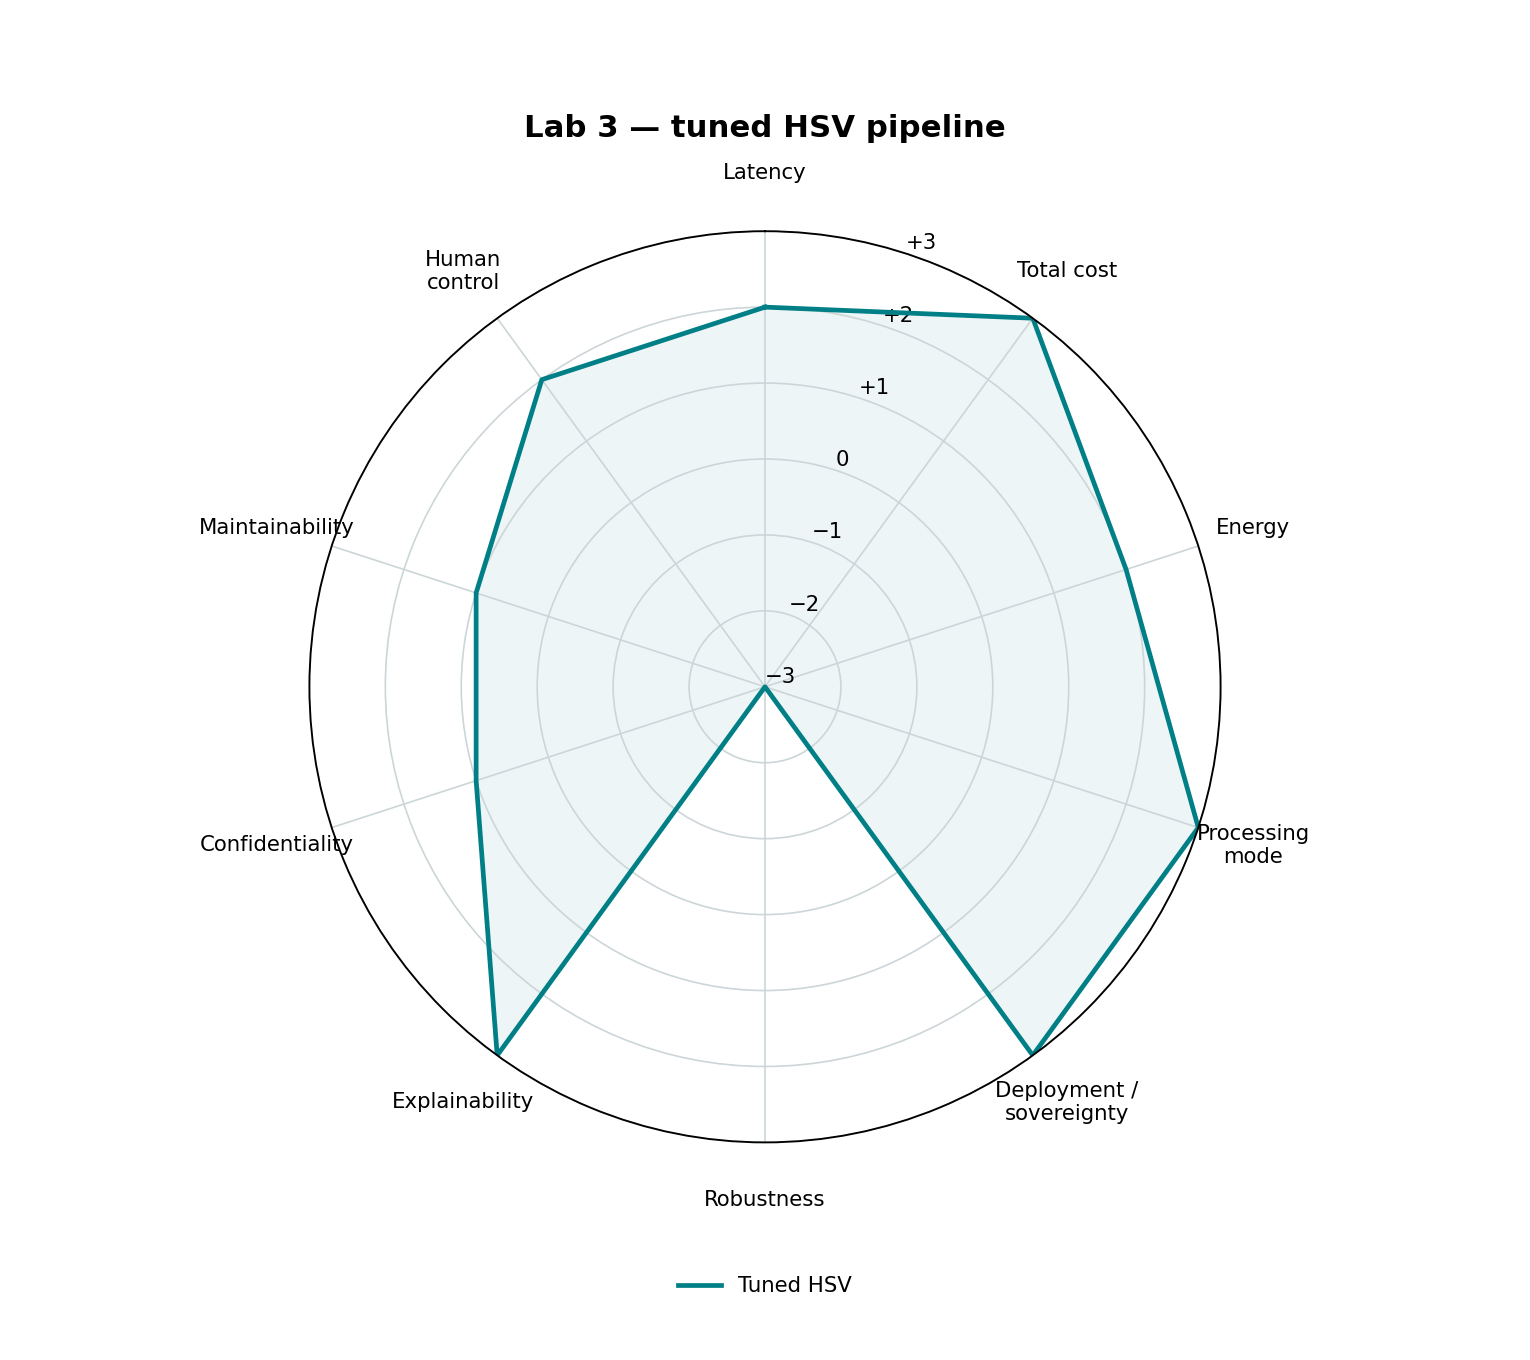 Lab 3 — tuned HSV pipeline
Latency
Human
control
+3
Total cost
+2
+1
0
Maintainability
−1
Energy
−2
−3
Confidentiality
Processing
mode
Explainability
Deployment /
sovereignty
Robustness
Tuned HSV